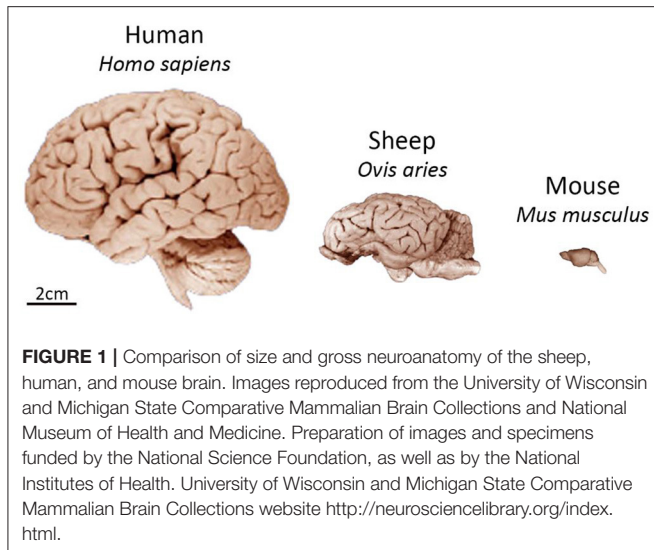 Human
Homo sapiens
Sheep
Ovis aries
Mouse
Mus musculus
2cm
FIGURE 1 | Comparison of size and gross neuroanatomy of the sheep,
human, and mouse brain. Images reproduced from the University of Wisconsin
and Michigan State Comparative Mammalian Brain Collections and National
Museum of Health and Medicine. Preparation of images and specimens
funded by the National Science Foundation, as well as by the National
Institutes of Health. University of Wisconsin and Michigan State Comparative
Mammalian Brain Collections website http://neurosciencelibrary.org/index.
html.